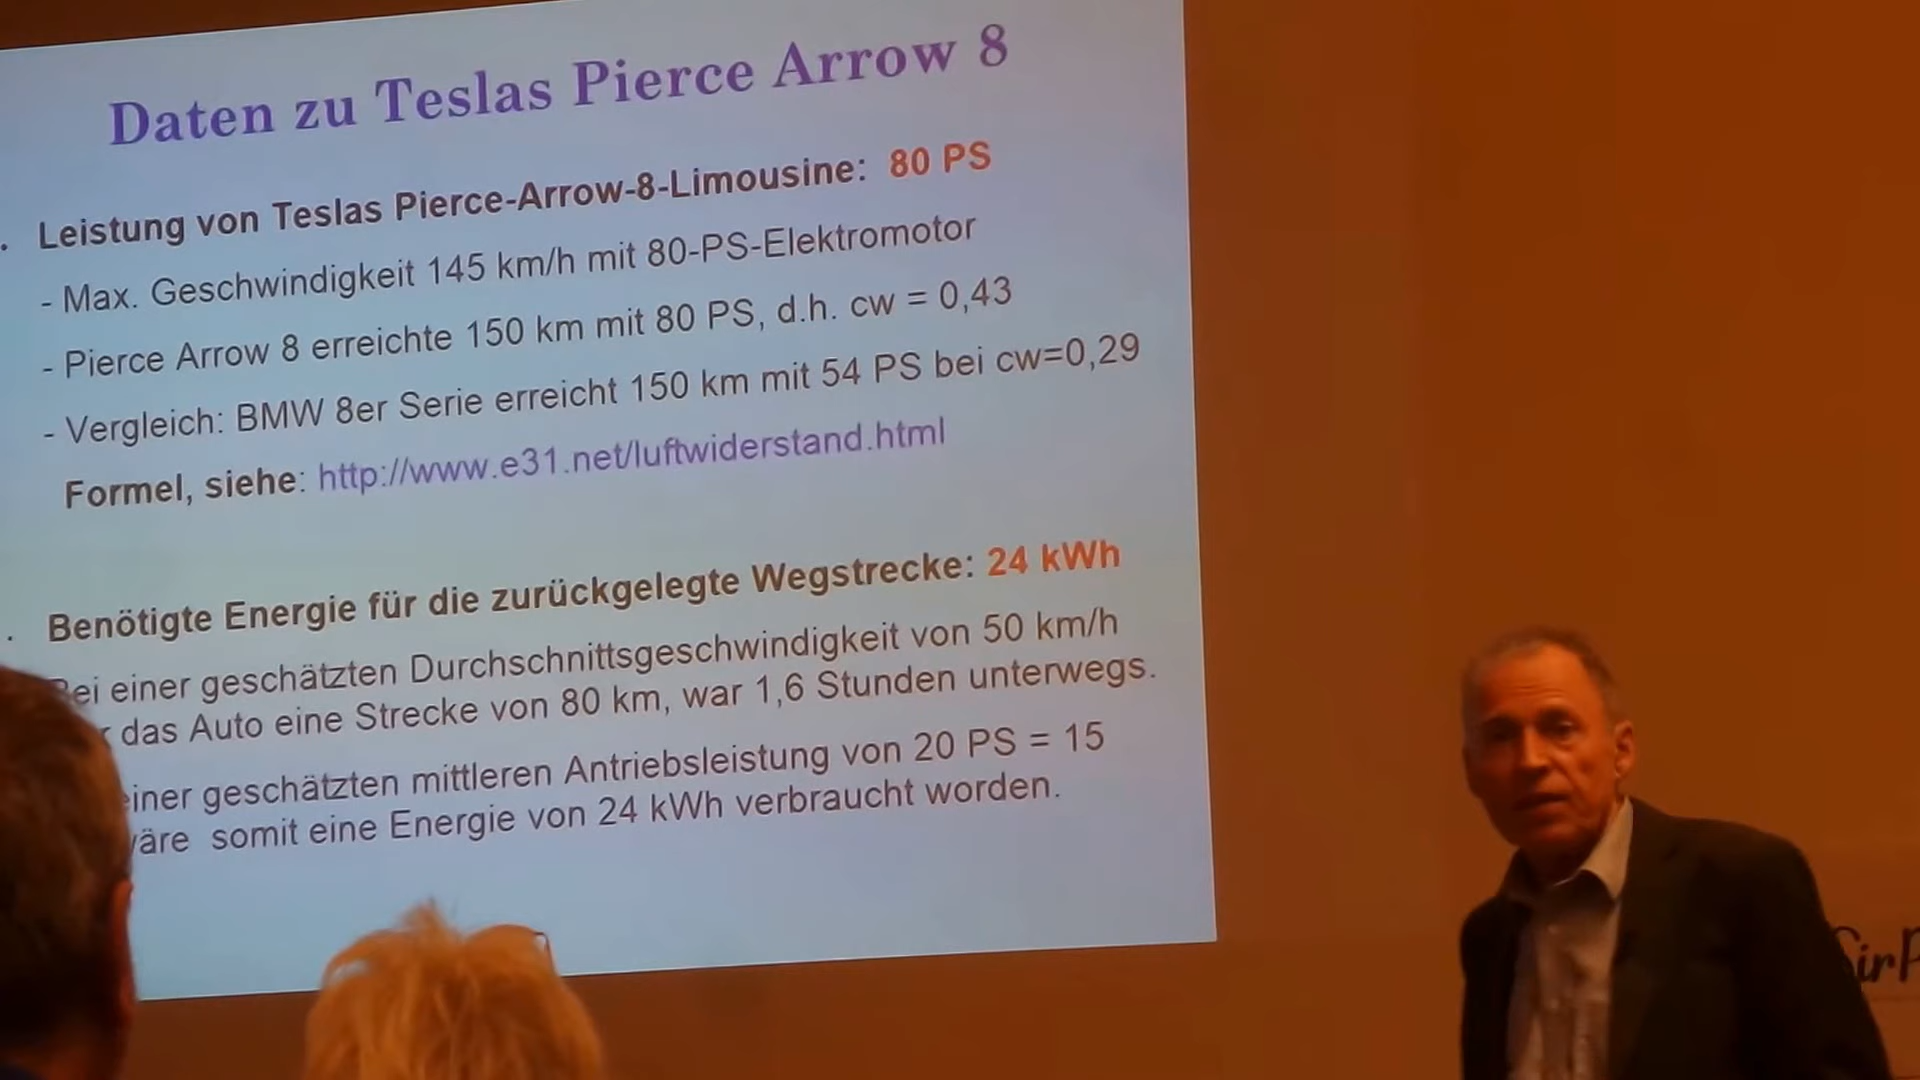 Daten zu Teslas Pierce Arrow 8
Leistung von Teslas Pierce-Arrow-8-Limousine: 80 PS
- Max. Geschwindigkeit 145 km/h mit 80-PS-Elektromotor
- Pierce Arrow 8 erreichte 150 km mit 80 PS, d.h. cw = 0,43
- Vergleich: BMW 8er Serie erreicht 150 km mit 54 PS bei cw=0,29
Formel, siehe: http://www.e31.net/luftwiderstand.html
Benötigte Energie für die zurückgelegte Wegstrecke: 24 kWh
einer geschätzten Durchschnittsgeschwindigkeit von 50 km/h
das Auto eine Strecke von 80 km, war 1,6 Stunden unterwegs.
geschätzten mittleren Antriebsleistung von 20 PS = 15
somit eine Energie von 24 kWh verbraucht worden.